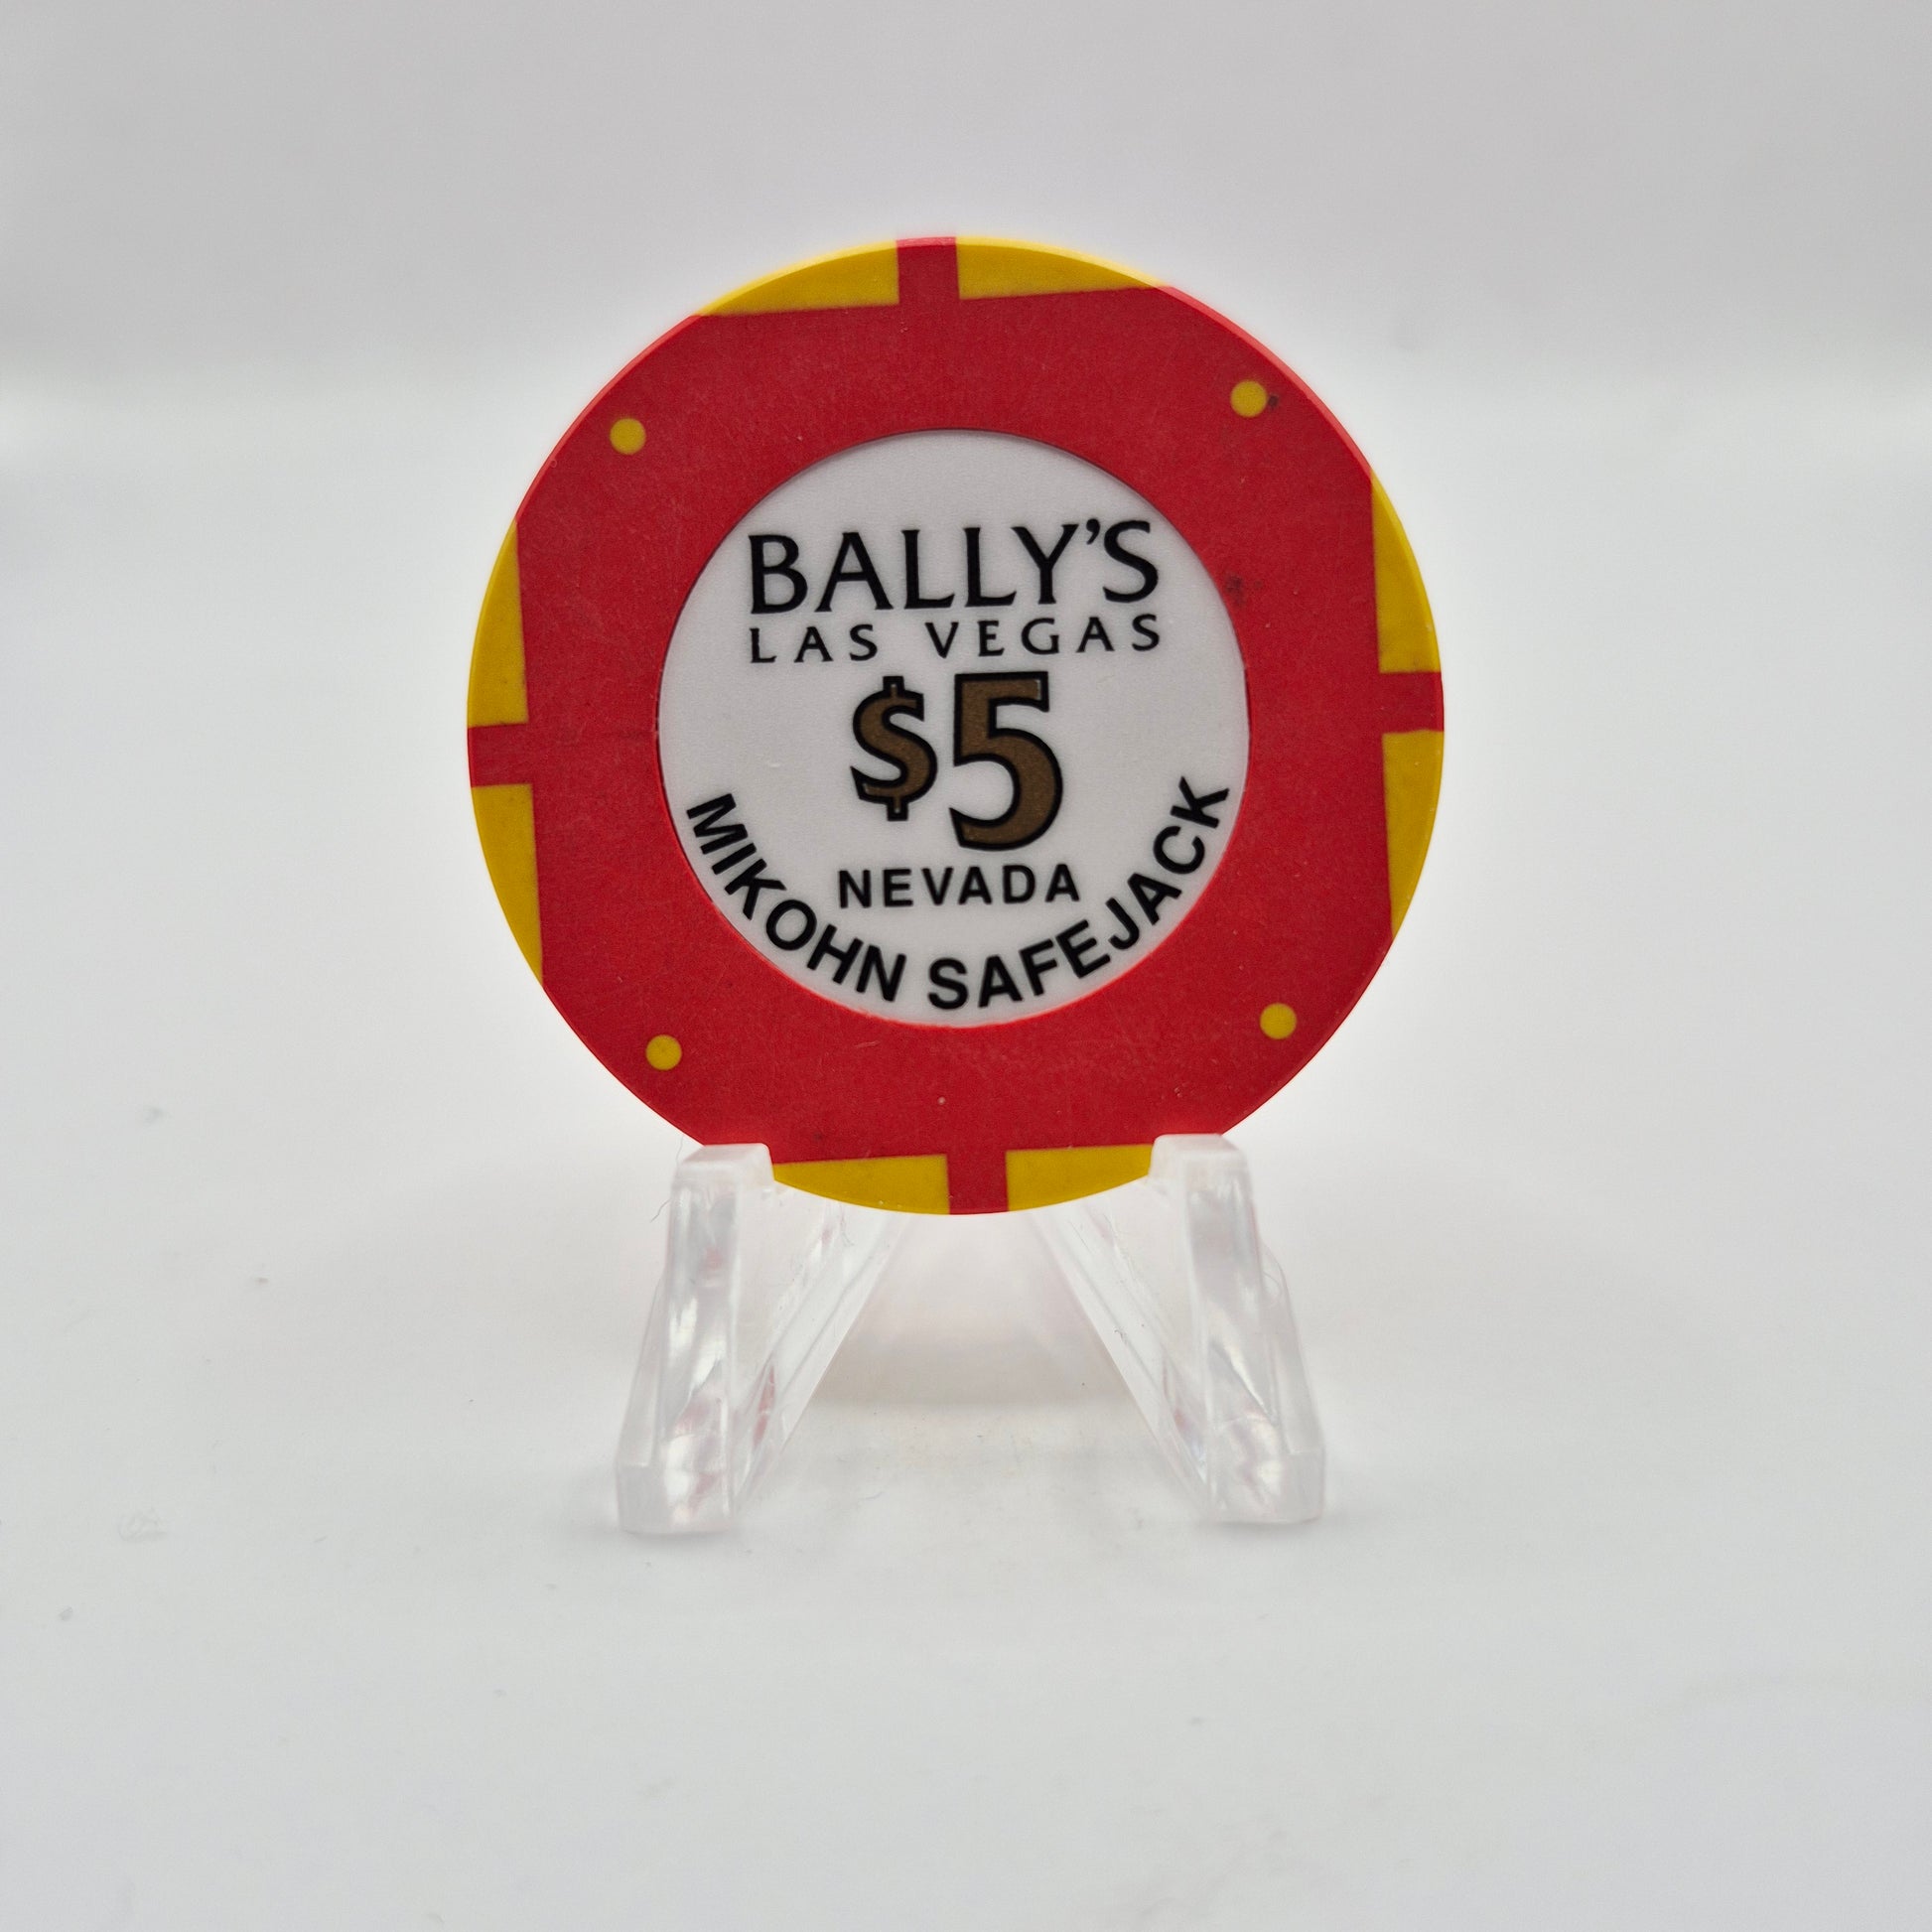 BALLY'S
LAS VEGAS
$5
NEVADA
MIKOHN SAFEJACK